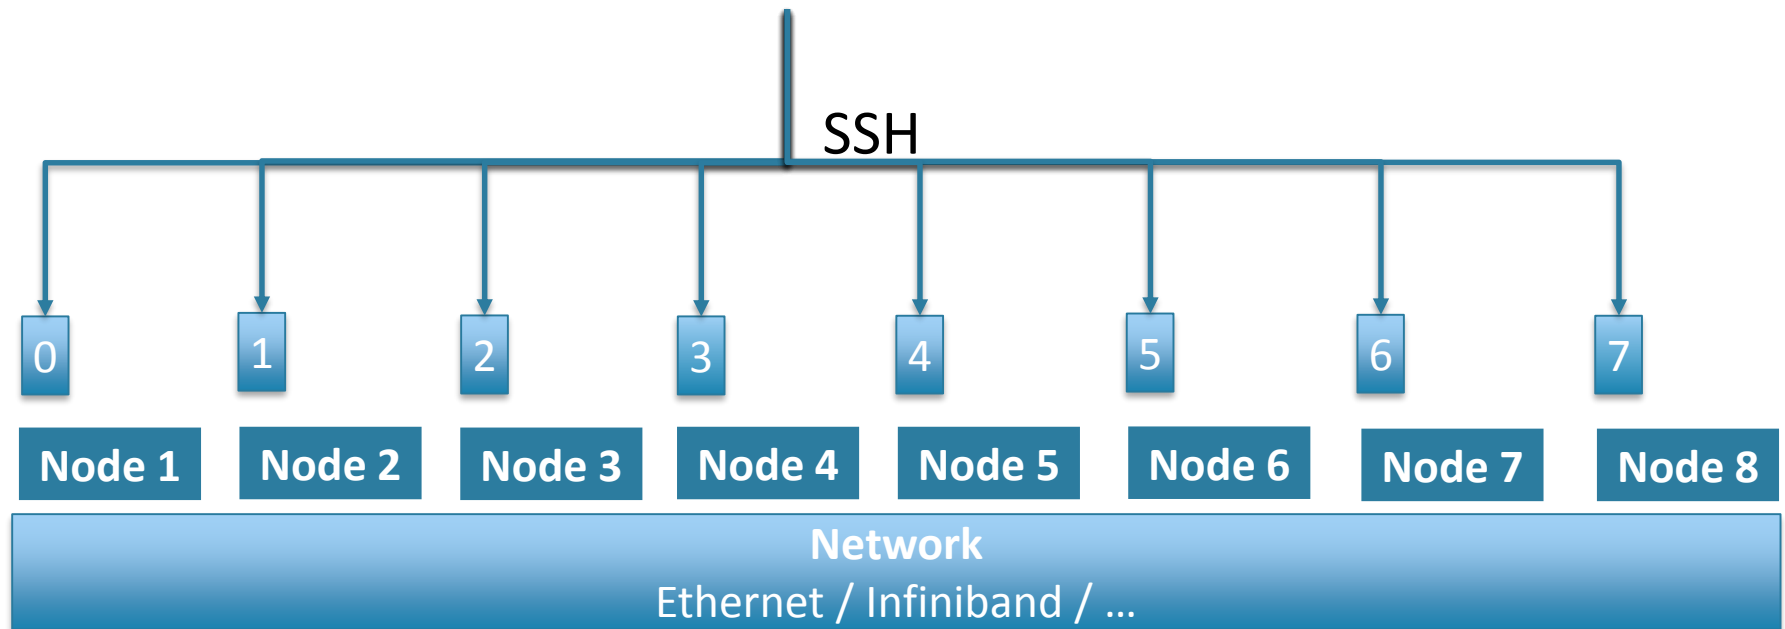 SSH
0 1 2 3 4 5 6 7
Node 1 Node 2 Node 3 Node 4 Node 5 Node 6 Node 7 Node 8
Network
Ethernet / Infiniband / ...